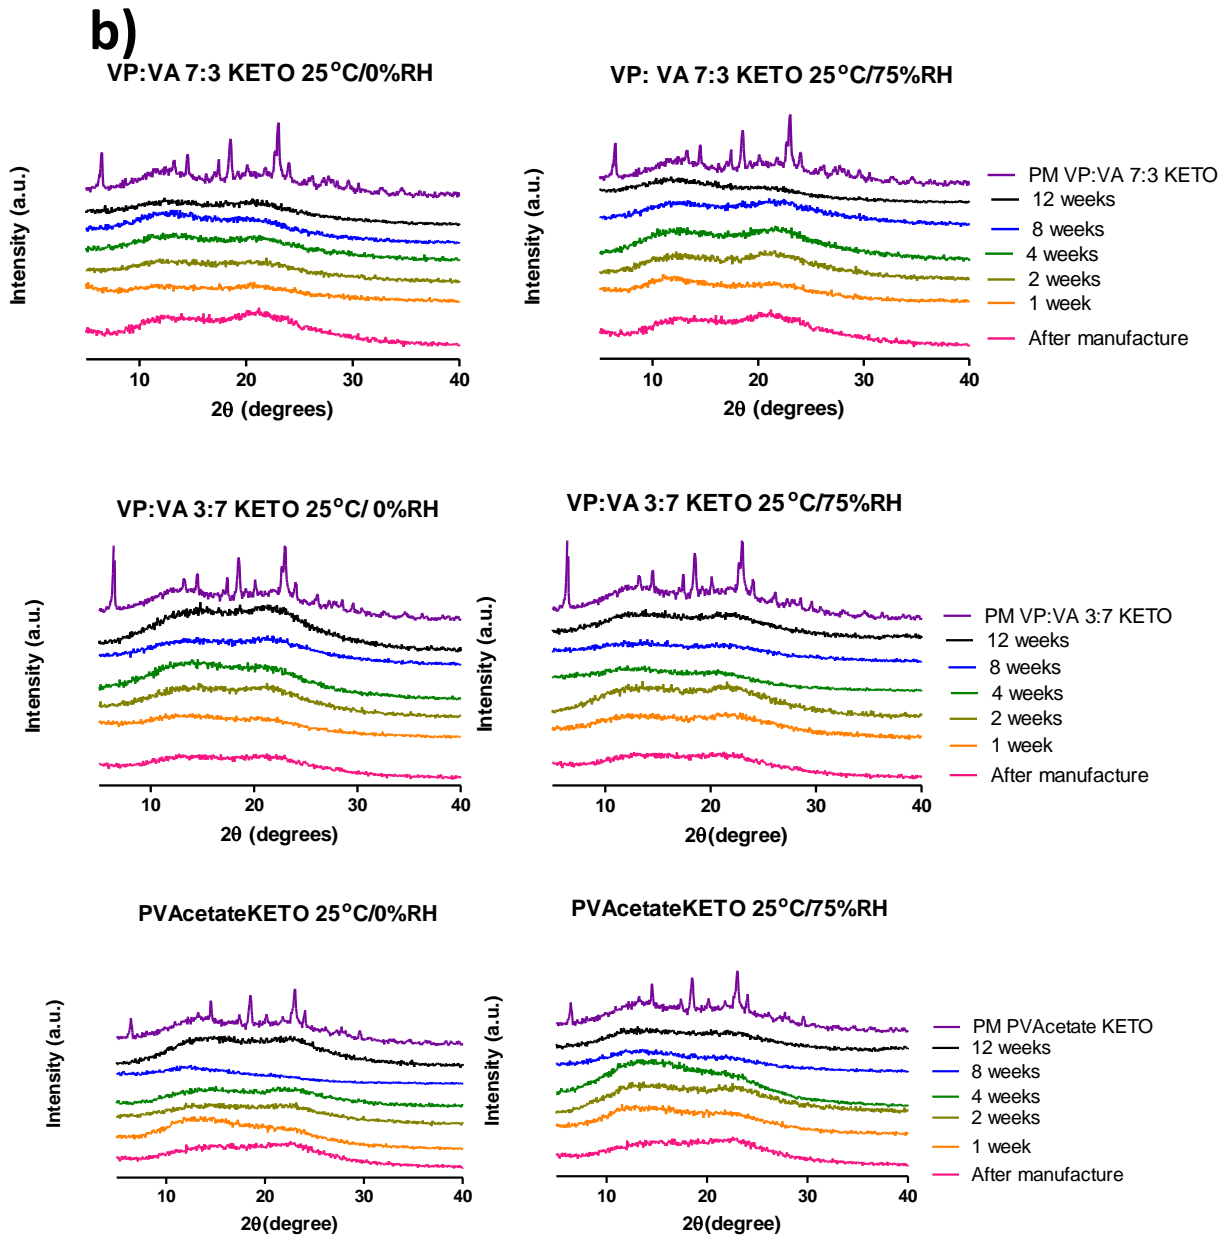 b)
VP:VA 7:3 KETO 25°C/0%RH
Intensity (a.u.)
10 20 30 40
2θ (degrees)
VP: VA 7:3 KETO 25°C/75%RH
Intensity (a.u.)
10 20 30 40
2θ (degrees)
PM VP:VA 7:3 KETO
12 weeks
8 weeks
4 weeks
2 weeks
1 week
After manufacture
VP:VA 3:7 KETO 25°C/ 0%RH
Intensity (a.u.)
10 20 30 40
2θ (degrees)
VP:VA 3:7 KETO 25°C/75%RH
Intensity (a.u.)
10 20 30 40
2θ(degree)
PM VP:VA 3:7 KETO
12 weeks
8 weeks
4 weeks
2 weeks
1 week
After manufacture
PVAcetateKETO 25°C/0%RH
Intensity (a.u.)
10 20 30 40
2θ(degree)
PVAcetateKETO 25°C/75%RH
Intensity (a.u.)
10 20 30 40
2θ(degree)
PM PVAcetate KETO
12 weeks
8 weeks
4 weeks
2 weeks
1 week
After manufacture